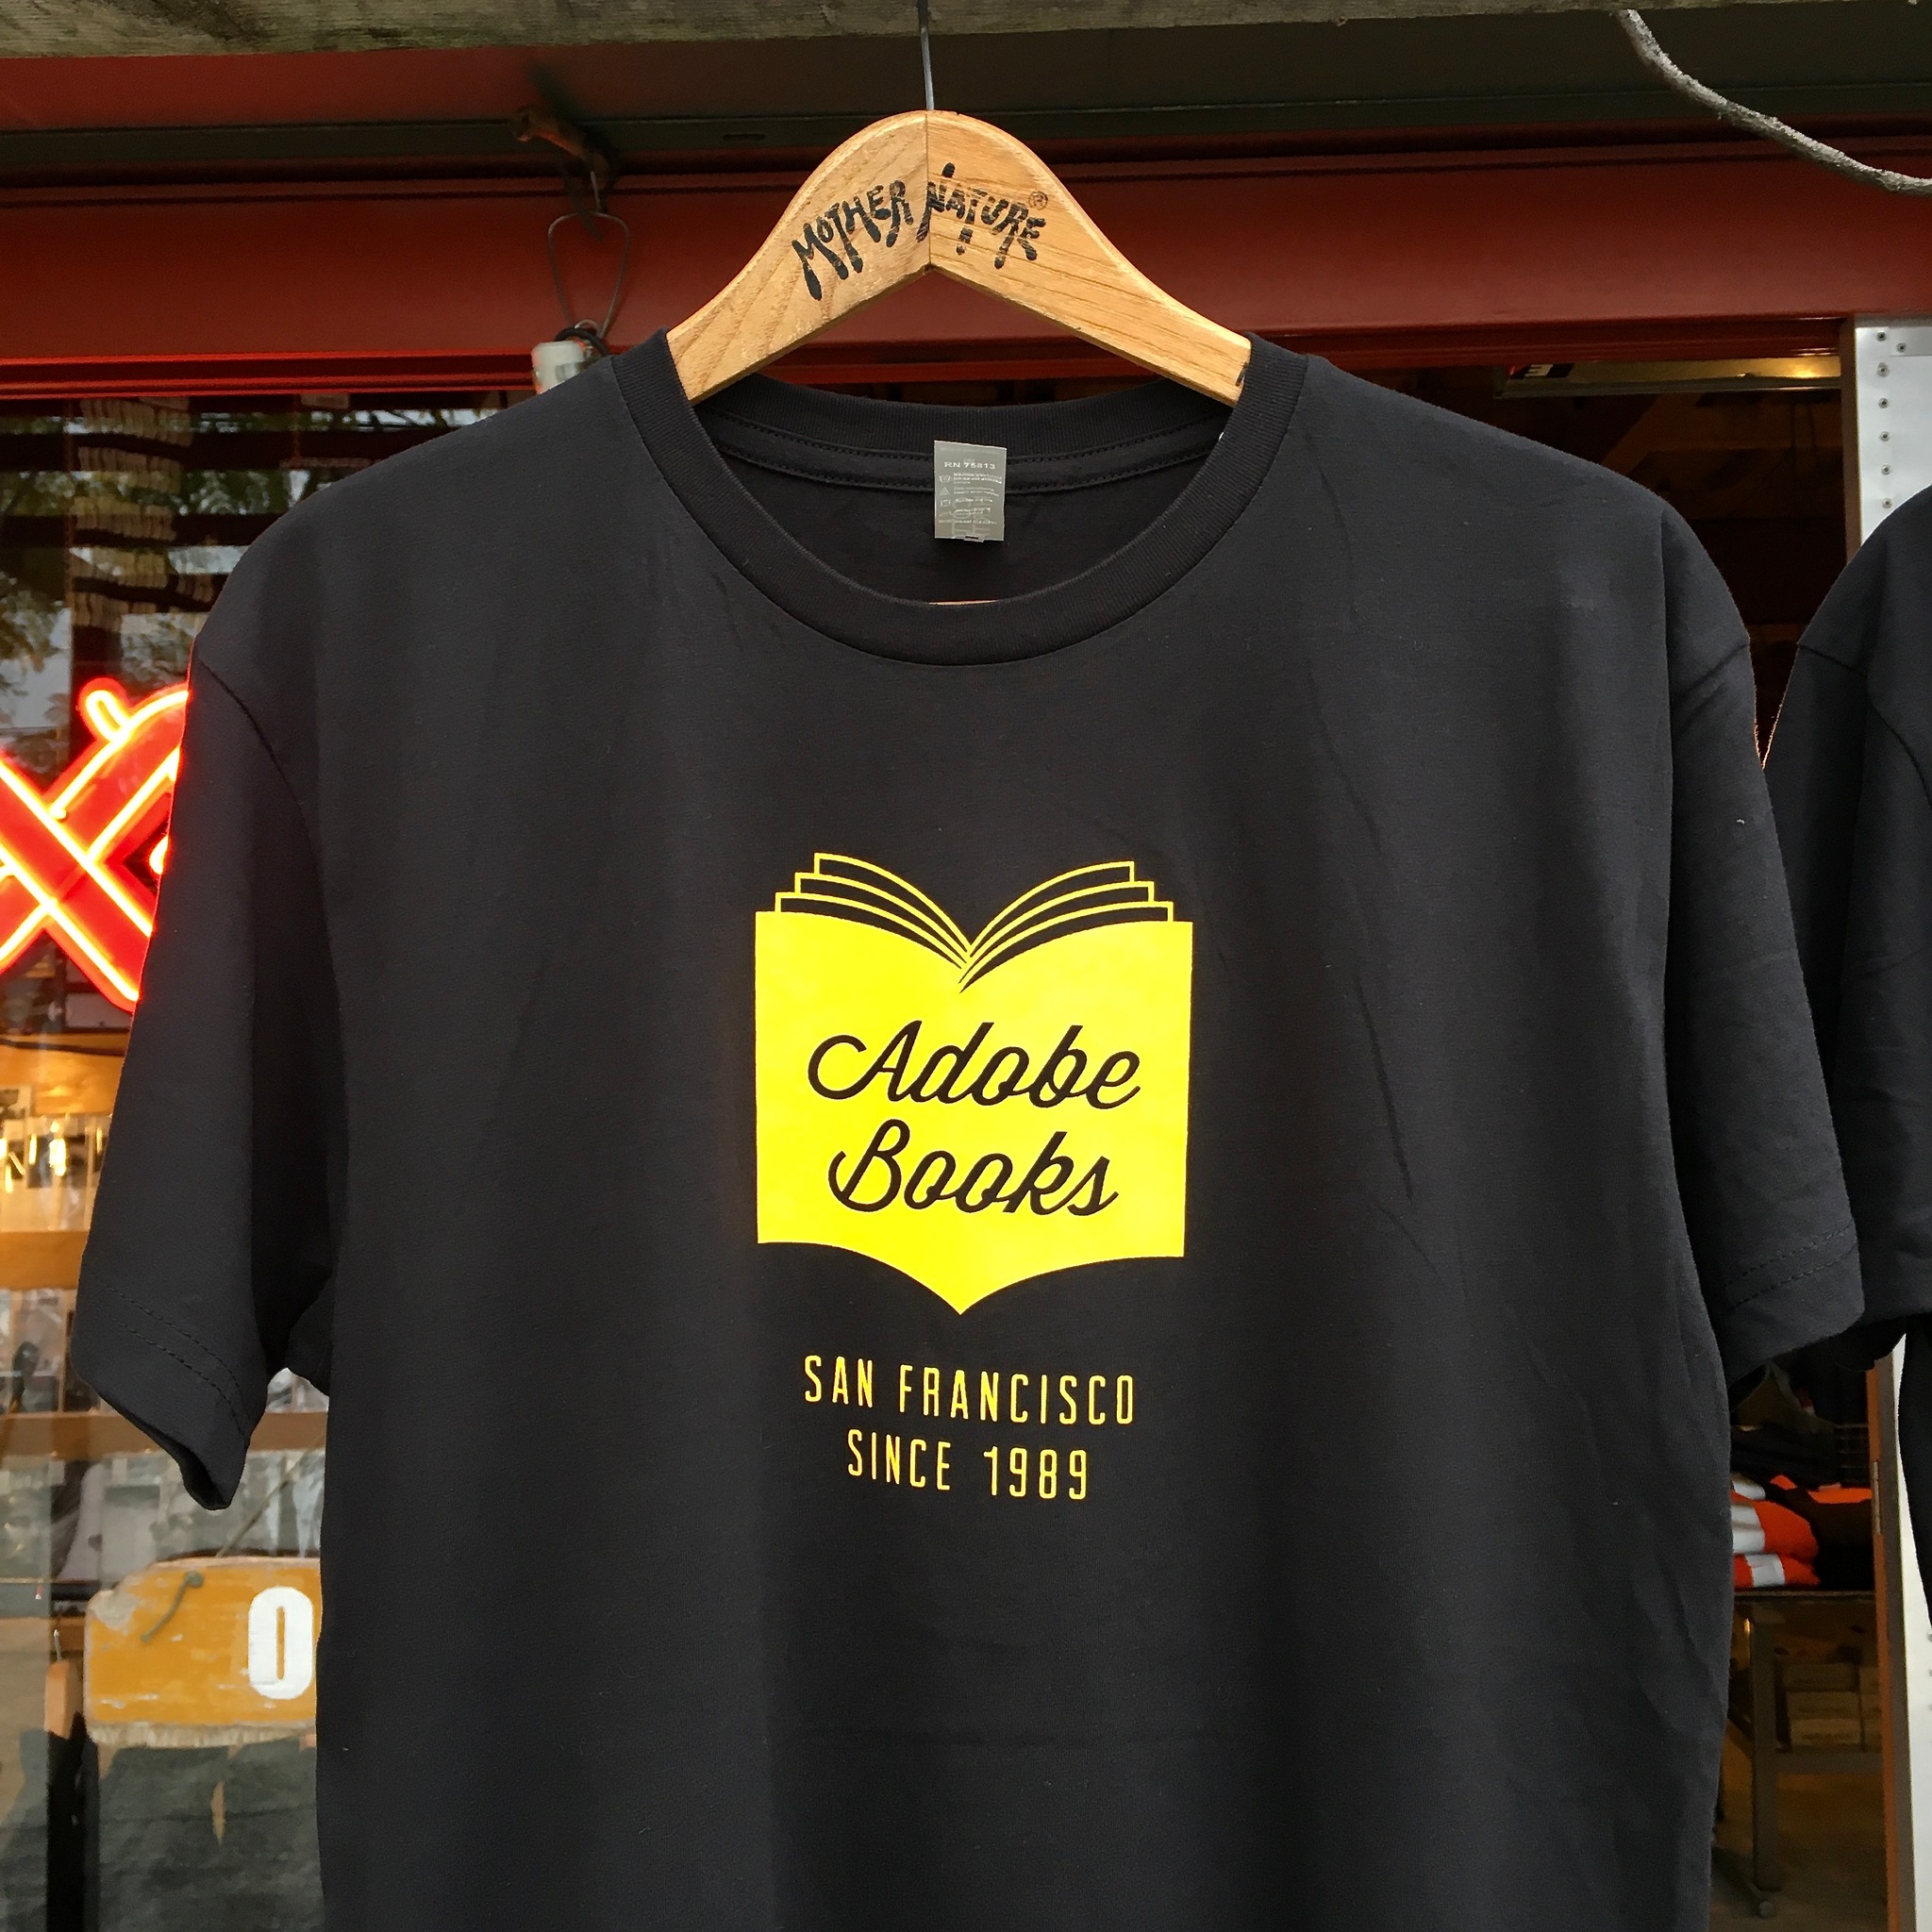 MOTHER NATURE®
RN 75813
Adobe
Books
SAN FRANCISCO
SINCE 1989
O